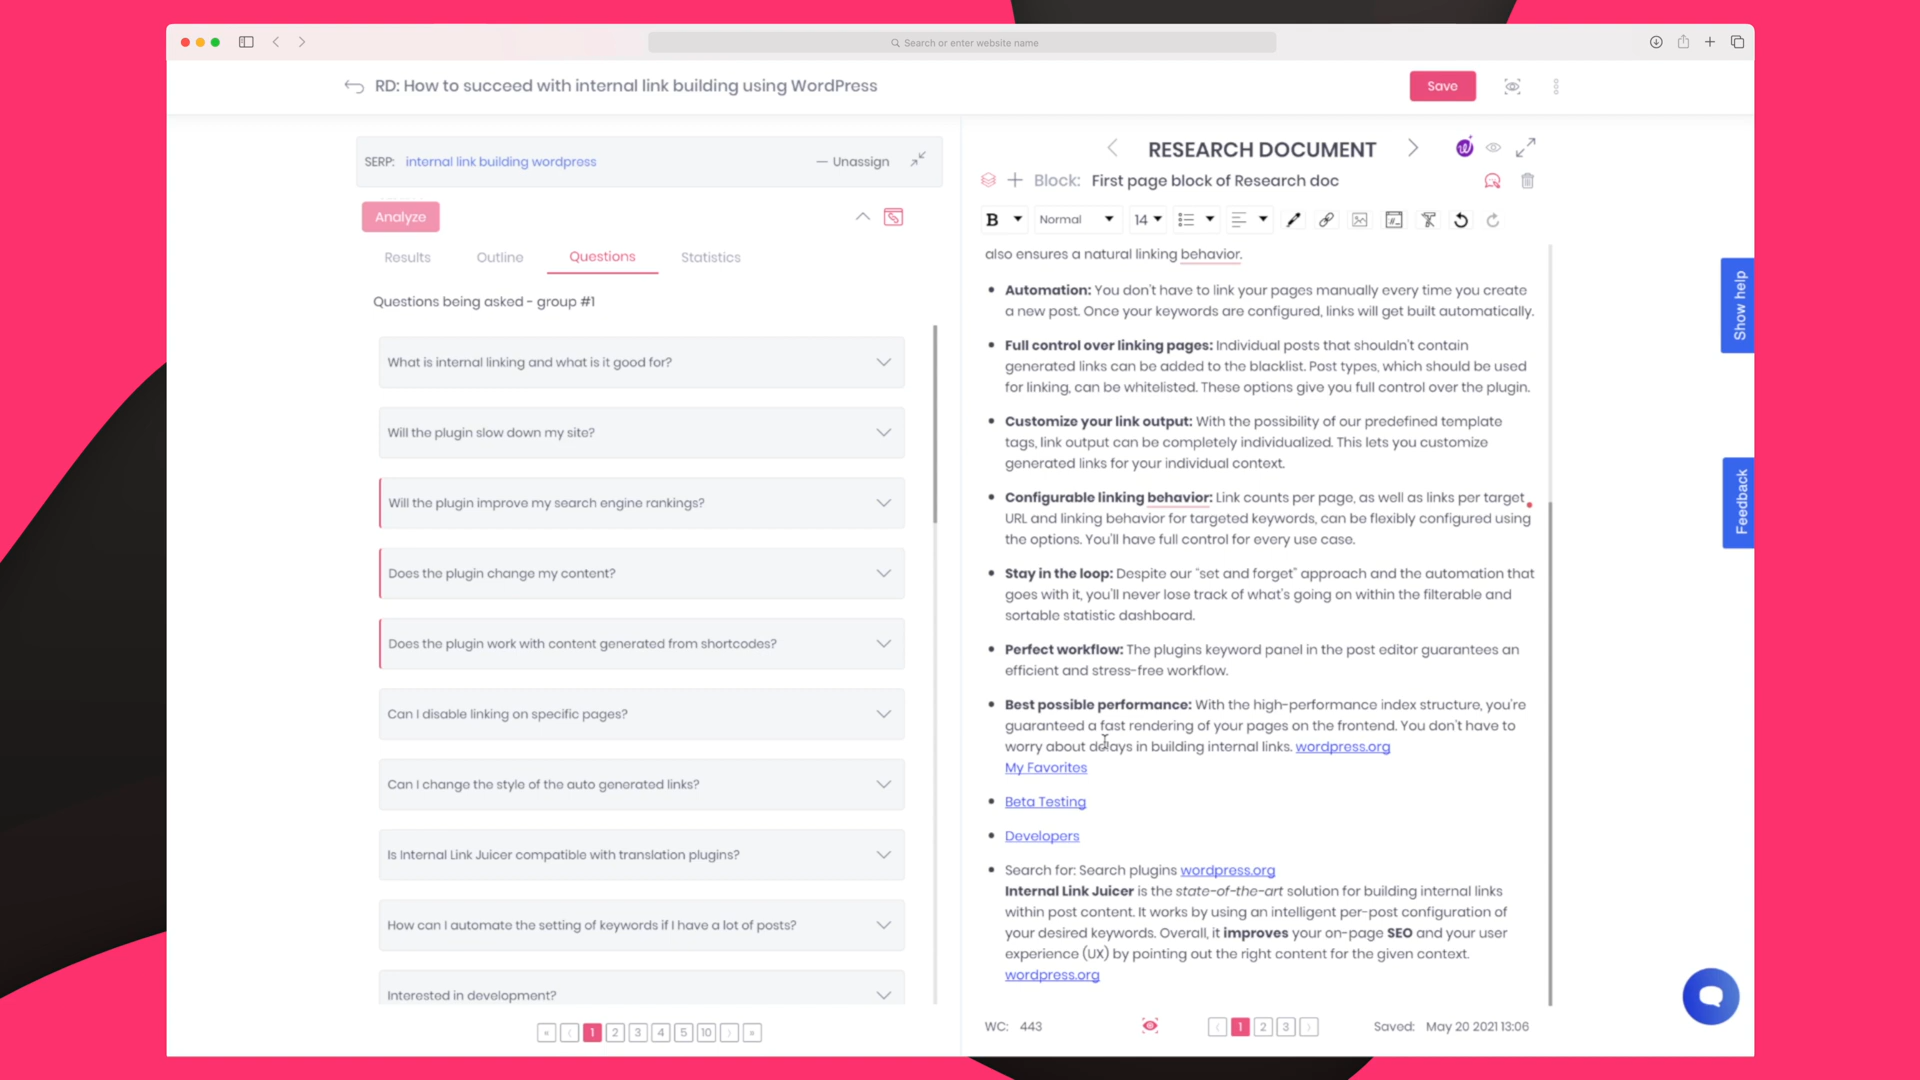 Search or enter website name
RD: How to succeed with internal link building using WordPress
Save
SERP: internal link building wordpress
— Unassign
Analyze
Results
Outline
Questions
Statistics
Questions being asked - group #1
What is internal linking and what is it good for?
Will the plugin slow down my site?
Will the plugin improve my search engine rankings?
Does the plugin change my content?
Does the plugin work with content generated from shortcodes?
Can I disable linking on specific pages?
Can I change the style of the auto generated links?
Is Internal Link Juicer compatible with translation plugins?
How can I automate the setting of keywords if I have a lot of posts?
Interested in development?
« ‹ 1 2 3 4 5 10 › »
RESEARCH DOCUMENT
Block: First page block of Research doc
B Normal 14
also ensures a natural linking behavior.
• Automation: You don't have to link your pages manually every time you create
a new post. Once your keywords are configured, links will get built automatically.
• Full control over linking pages: Individual posts that shouldn't contain
generated links can be added to the blacklist. Post types, which should be used
for linking, can be whitelisted. These options give you full control over the plugin.
• Customize your link output: With the possibility of our predefined template
tags, link output can be completely individualized. This lets you customize
generated links for your individual context.
• Configurable linking behavior: Link counts per page, as well as links per target
URL and linking behavior for targeted keywords, can be flexibly configured using
the options. You'll have full control for every use case.
• Stay in the loop: Despite our "set and forget" approach and the automation that
goes with it, you'll never lose track of what's going on within the filterable and
sortable statistic dashboard.
• Perfect workflow: The plugins keyword panel in the post editor guarantees an
efficient and stress-free workflow.
• Best possible performance: With the high-performance index structure, you're
guaranteed a fast rendering of your pages on the frontend. You don't have to
worry about delays in building internal links. wordpress.org
My Favorites
• Beta Testing
• Developers
• Search for: Search plugins wordpress.org
Internal Link Juicer is the state-of-the-art solution for building internal links
within post content. It works by using an intelligent per-post configuration of
your desired keywords. Overall, it improves your on-page SEO and your user
experience (UX) by pointing out the right content for the given context.
wordpress.org
WC: 443
‹ 1 2 3 ›
Saved: May 20 2021 13:06
Show help
Feedback